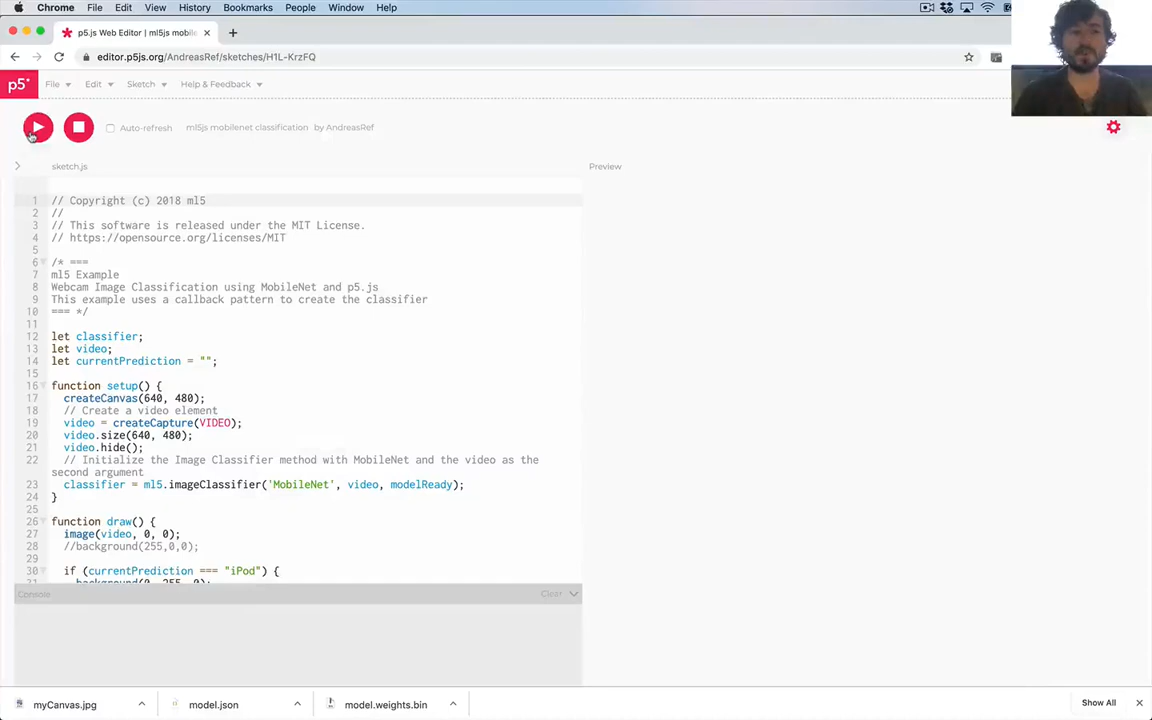 Chrome File Edit View History Bookmarks People Window Help
p5.js Web Editor | ml5js mobile
editor.p5js.org/AndreasRef/sketches/H1L-KrzFQ
p5* File Edit Sketch Help & Feedback
Auto-refresh ml5js mobilenet classification by AndreasRef
sketch.js Preview
1 // Copyright (c) 2018 ml5
2 //
3 // This software is released under the MIT License.
4 // https://opensource.org/licenses/MIT
5
6 /* ===
7 ml5 Example
8 Webcam Image Classification using MobileNet and p5.js
9 This example uses a callback pattern to create the classifier
10 === */
11
12 let classifier;
13 let video;
14 let currentPrediction = "";
15
16 function setup() {
17 createCanvas(640, 480);
18 // Create a video element
19 video = createCapture(VIDEO);
20 video.size(640, 480);
21 video.hide();
22 // Initialize the Image Classifier method with MobileNet and the video as the
second argument
23 classifier = ml5.imageClassifier('MobileNet', video, modelReady);
24 }
25
26 function draw() {
27 image(video, 0, 0);
28 //background(255,0,0);
29
30 if (currentPrediction === "iPod") {
31 background(0, 255, 0);
Console Clear
myCanvas.jpg model.json model.weights.bin Show All